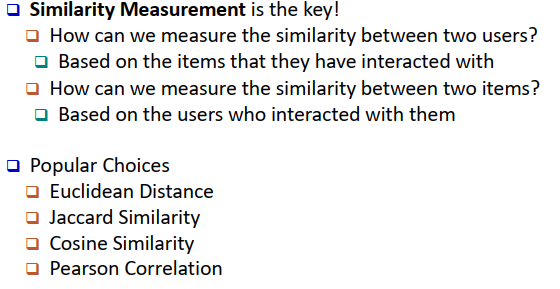 Similarity Measurement is the key!
How can we measure the similarity between two users?
Based on the items that they have interacted with
How can we measure the similarity between two items?
Based on the users who interacted with them
Popular Choices
Euclidean Distance
Jaccard Similarity
Cosine Similarity
Pearson Correlation